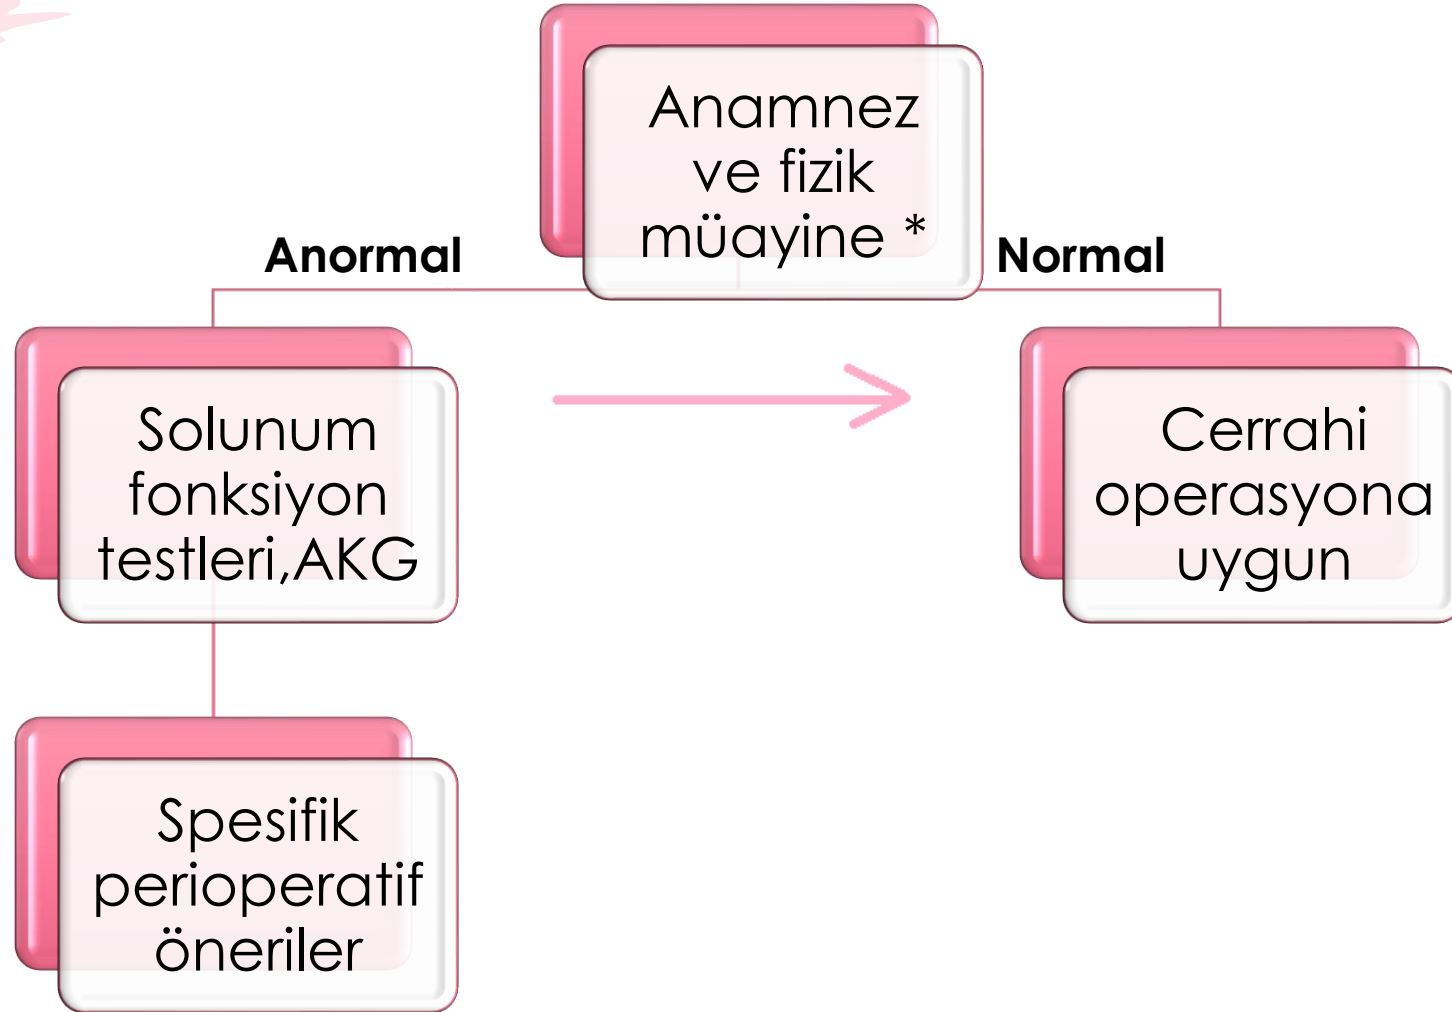 Anamnez
ve fizik
müayine *
Anormal
Normal
Solunum
fonksiyon
testleri,AKG
Cerrahi
operasyona
uygun
Spesifik
perioperatif
öneriler